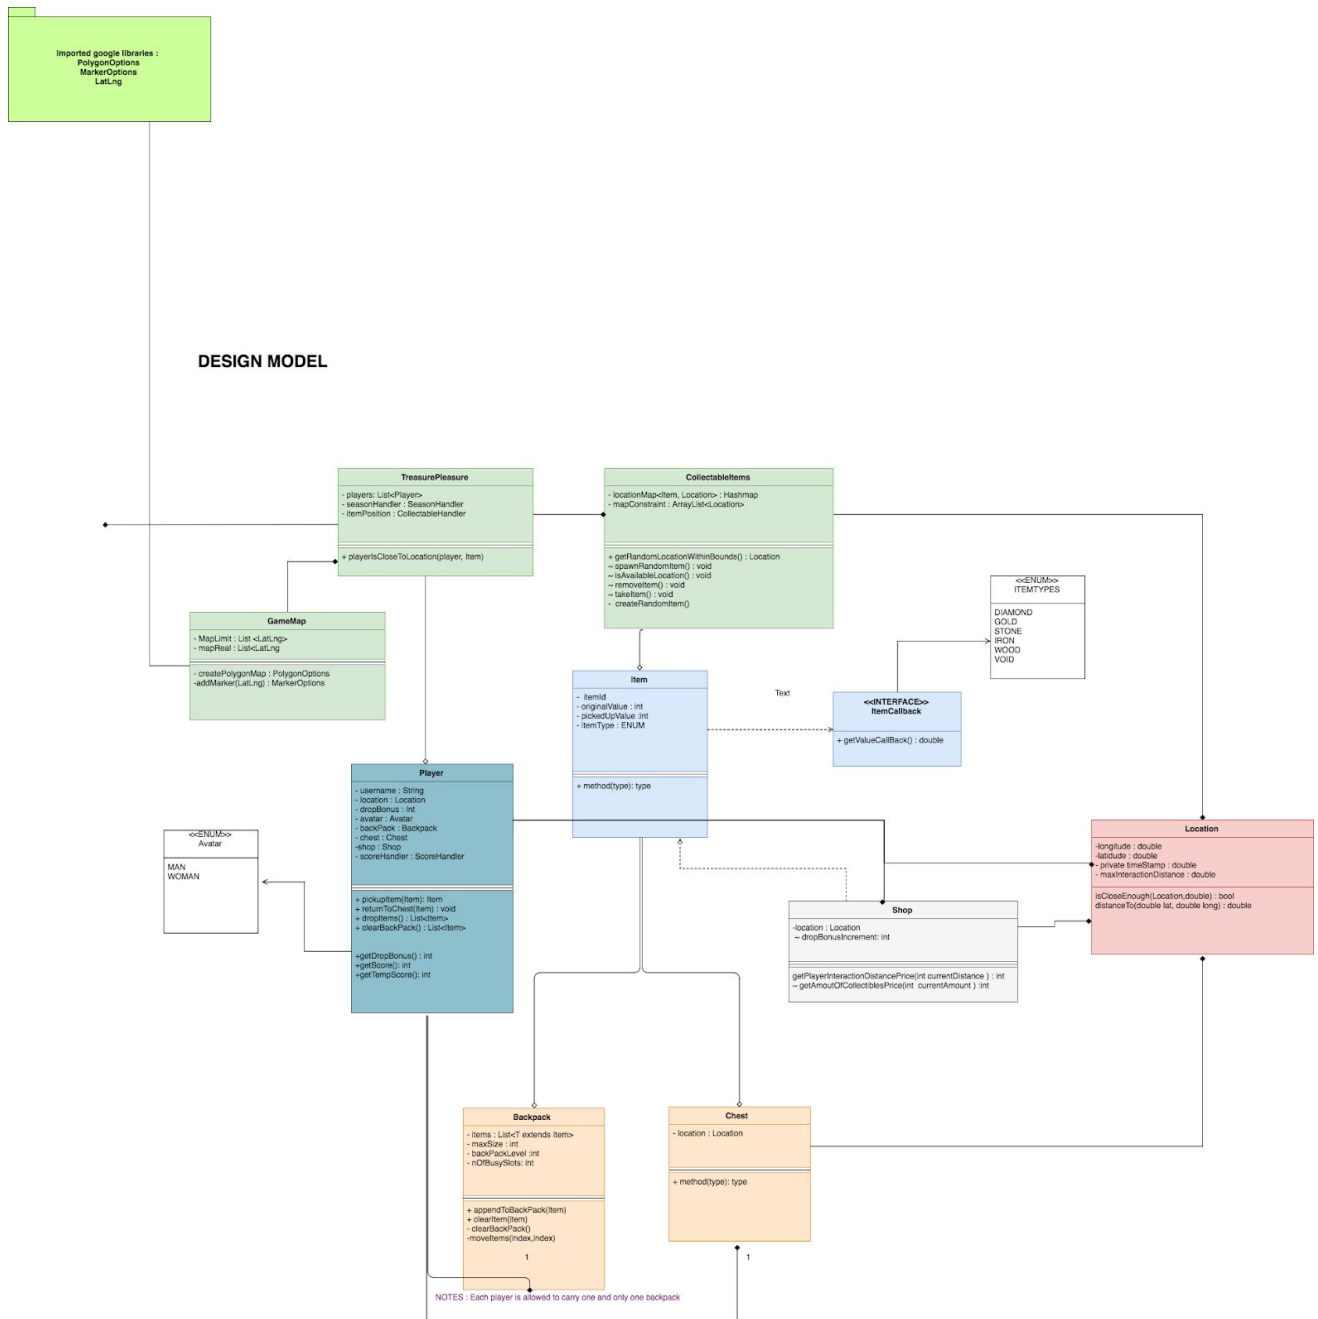 Imported google libraries :
PolygonOptions
MarkerOptions
LatLng
DESIGN MODEL
TreasurePleasure
- players: List<Player>
- seasonHandler : SeasonHandler
- itemPosition : CollectableHandler
+ playerIsCloseToLocation(player, Item)
CollectableItems
- locationMap<Item, Location> : Hashmap
- mapConstraint : ArrayList<Location>
+ getRandomLocationWithinBounds() : Location
~ spawnRandomItem() : void
~ isAvailableLocation() : void
~ removeItem() : void
~ takeItem() : void
- createRandomItem()
<<ENUM>>
ITEMTYPES
DIAMOND
GOLD
STONE
IRON
WOOD
VOID
GameMap
- MapLimit : List <LatLng>
- mapReal : List<LatLng
- createPolygonMap : PolygonOptions
-addMarker(LatLng) : MarkerOptions
Item
- itemId
- originalValue : int
- pickedUpValue :int
- itemType : ENUM
+ method(type): type
Text
<<INTERFACE>>
ItemCallback
+ getValueCallBack() : double
Player
- username : String
- location : Location
- dropBonus : Int
- avatar : Avatar
- backPack : Backpack
- chest : Chest
-shop : Shop
- scoreHandler : ScoreHandler
+ pickupItem(Item): Item
+ returnToChest(Item) : void
+ dropItems() : List<Item>
+ clearBackPack() : List<Item>
+getDropBonus() : int
+getScore(): int
+getTempScore(): int
<<ENUM>>
Avatar
MAN
WOMAN
Location
-longitude : double
-latidude : double
- private timeStamp : double
- maxInteractionDistance : double
isCloseEnough(Location,double) : bool
distanceTo(double lat, double long) : double
Shop
-location : Location
~ dropBonusIncrement: int
getPlayerInteractionDistancePrice(int currentDistance ) : int
~ getAmoutOfCollectiblesPrice(int currentAmount ) :int
Backpack
- items : List<T extends Item>
- maxSize : int
- backPackLevel :int
- nOfBusySlots: int
+ appendToBackPack(Item)
+ clearItem(item)
- clearBackPack()
-moveItems(index,index)
1
Chest
- location : Location
+ method(type): type
1
NOTES : Each player is allowed to carry one and only one backpack